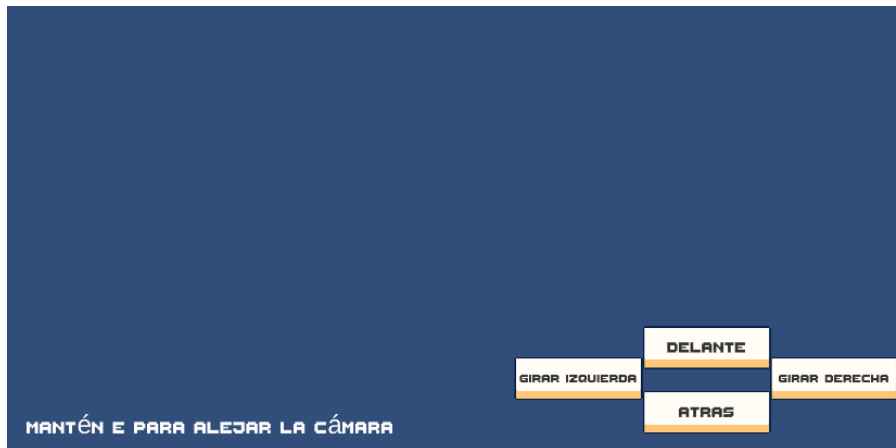 DELANTE
GIRAR IZQUIERDA
GIRAR DERECHA
ATRAS
MANTÉN E PARA ALEJAR LA CÁMARA